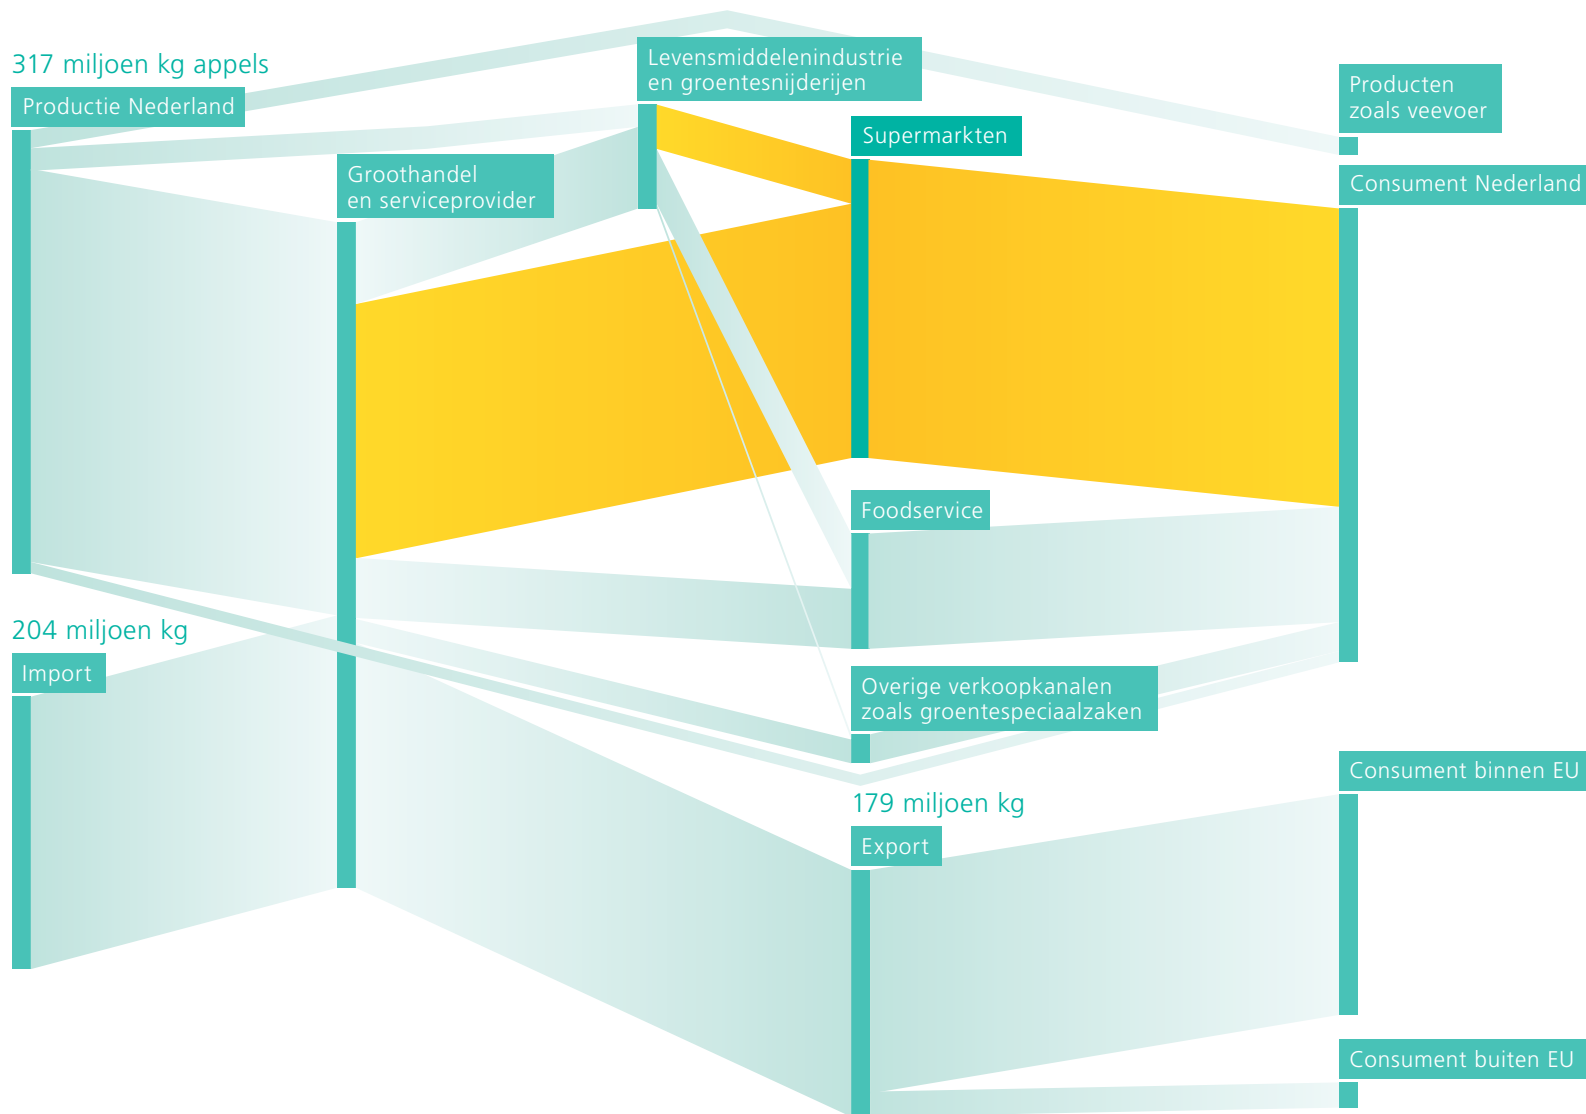 317 miljoen kg appels
Productie Nederland
204 miljoen kg
Import
Groothandel
en serviceprovider
Levensmiddelenindustrie
en groentesnijderijen
Supermarkten
Foodservice
Overige verkoopkanalen
zoals groentespeciaalzaken
179 miljoen kg
Export
Producten
zoals veevoer
Consument Nederland
Consument binnen EU
Consument buiten EU